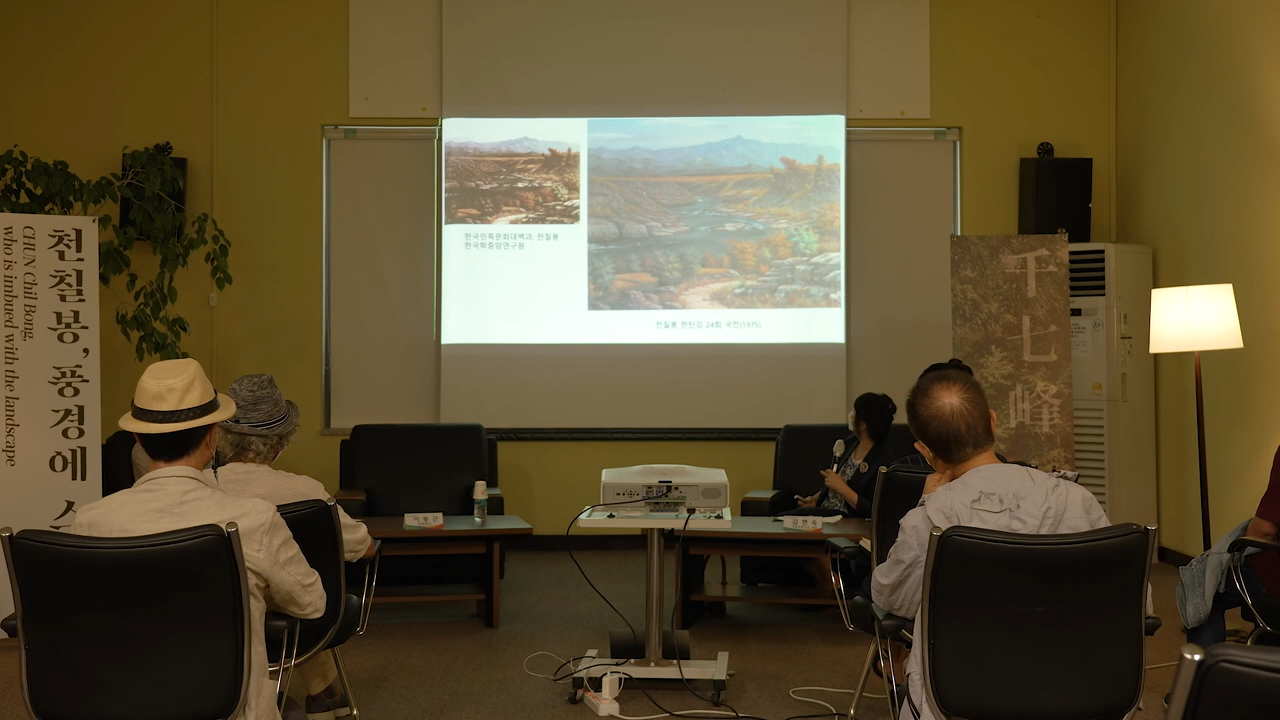 천칠봉, 풍경에
CHUN Chil Bong,
who is imbued with the landscape
한국민족문화대백과, 천칠봉
한국학중앙연구원
천칠봉 한탄강 24회 국전(1975)
千七峰